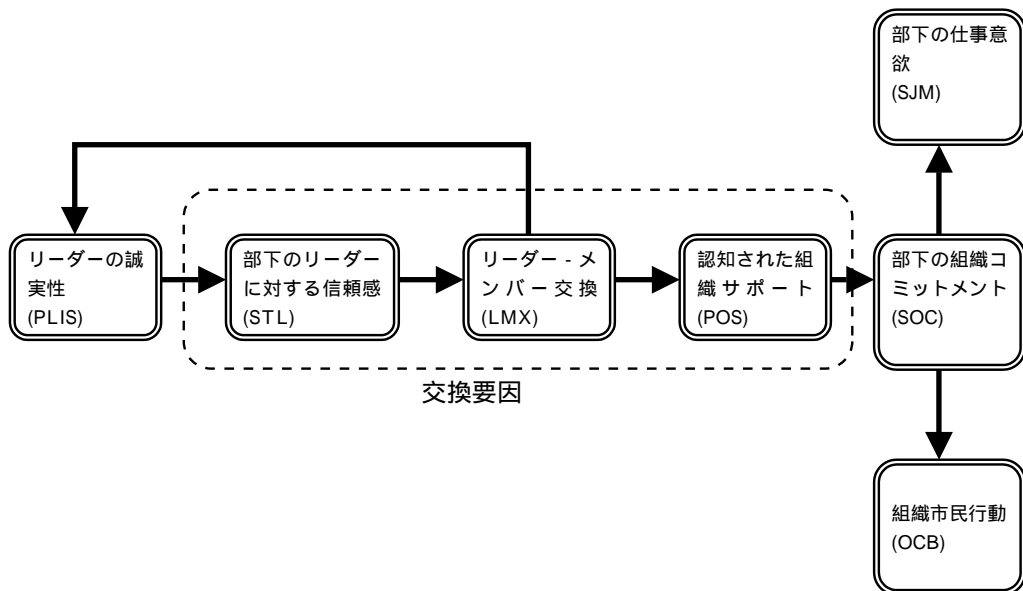 部下の仕事意
欲
(SJM)
リーダーの誠
実性
(PLIS)
部下のリーダー
に対する信頼感
(STL)
リーダー - メ
ンバー交換
(LMX)
認知された組
織サポート
(POS)
部下の組織コ
ミットメント
(SOC)
交換要因
組織市民行動
(OCB)